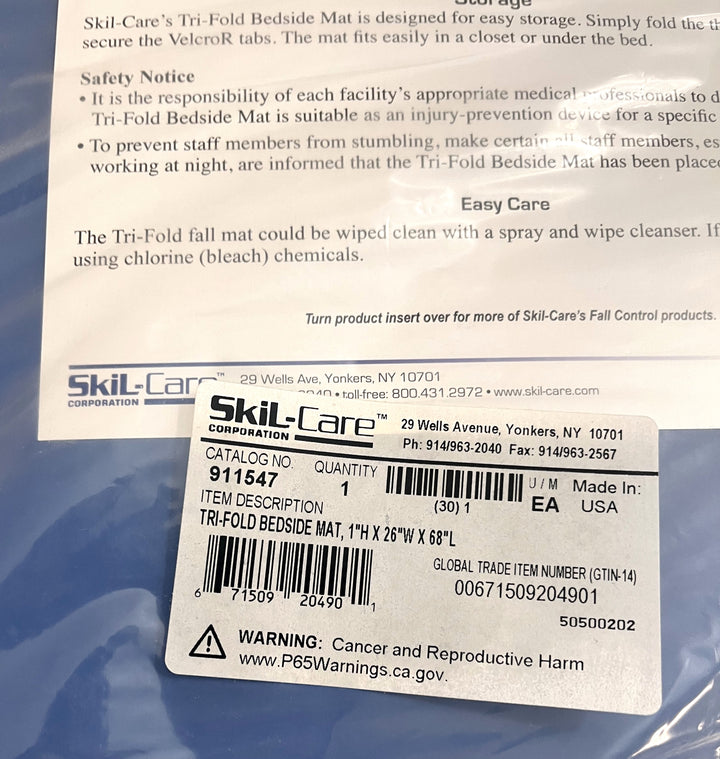 Storage
Skil-Care's Tri-Fold Bedside Mat is designed for easy storage. Simply fold the
secure the VelcroR tabs. The mat fits easily in a closet or under the bed.
Safety Notice
• It is the responsibility of each facility's appropriate medical professionals to
Tri-Fold Bedside Mat is suitable as an injury-prevention device for a specific
• To prevent staff members from stumbling, make certain all staff members,
working at night, are informed that the Tri-Fold Bedside Mat has been place
Easy Care
The Tri-Fold fall mat could be wiped clean with a spray and wipe cleanser. If
using chlorine (bleach) chemicals.
Turn product insert over for more of Skil-Care's Fall Control products.
SkiL-Care™ 29 Wells Ave, Yonkers, NY 10701
CORPORATION • toll-free: 800.431.2972 • www.skil-care.com
SkiL-Care™ 29 Wells Avenue, Yonkers, NY 10701
CORPORATION Ph: 914/963-2040 Fax: 914/963-2567
CATALOG NO. QUANTITY U/M Made In:
911547 1 (30) 1 EA USA
ITEM DESCRIPTION
TRI-FOLD BEDSIDE MAT, 1"H X 26"W X 68"L
GLOBAL TRADE ITEM NUMBER (GTIN-14)
00671509204901
6 71509 20490 1
50500202
WARNING: Cancer and Reproductive Harm
www.P65Warnings.ca.gov.